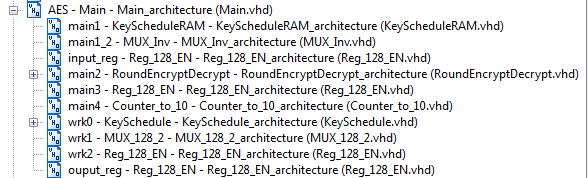 AES - Main - Main_architecture (Main.vhd)
main1 - KeyScheduleRAM - KeyScheduleRAM_architecture (KeyScheduleRAM.vhd)
main1_2 - MUX_Inv - MUX_Inv_architecture (MUX_Inv.vhd)
input_reg - Reg_128_EN - Reg_128_EN_architecture (Reg_128_EN.vhd)
main2 - RoundEncryptDecrypt - RoundEncryptDecrypt_architecture (RoundEncryptDecrypt.vhd)
main3 - Reg_128_EN - Reg_128_EN_architecture (Reg_128_EN.vhd)
main4 - Counter_to_10 - Counter_to_10_architecture (Counter_to_10.vhd)
wrk0 - KeySchedule - KeySchedule_architecture (KeySchedule.vhd)
wrk1 - MUX_128_2 - MUX_128_2_architecture (MUX_128_2.vhd)
wrk2 - Reg_128_EN - Reg_128_EN_architecture (Reg_128_EN.vhd)
ouput_reg - Reg_128_EN - Reg_128_EN_architecture (Reg_128_EN.vhd)